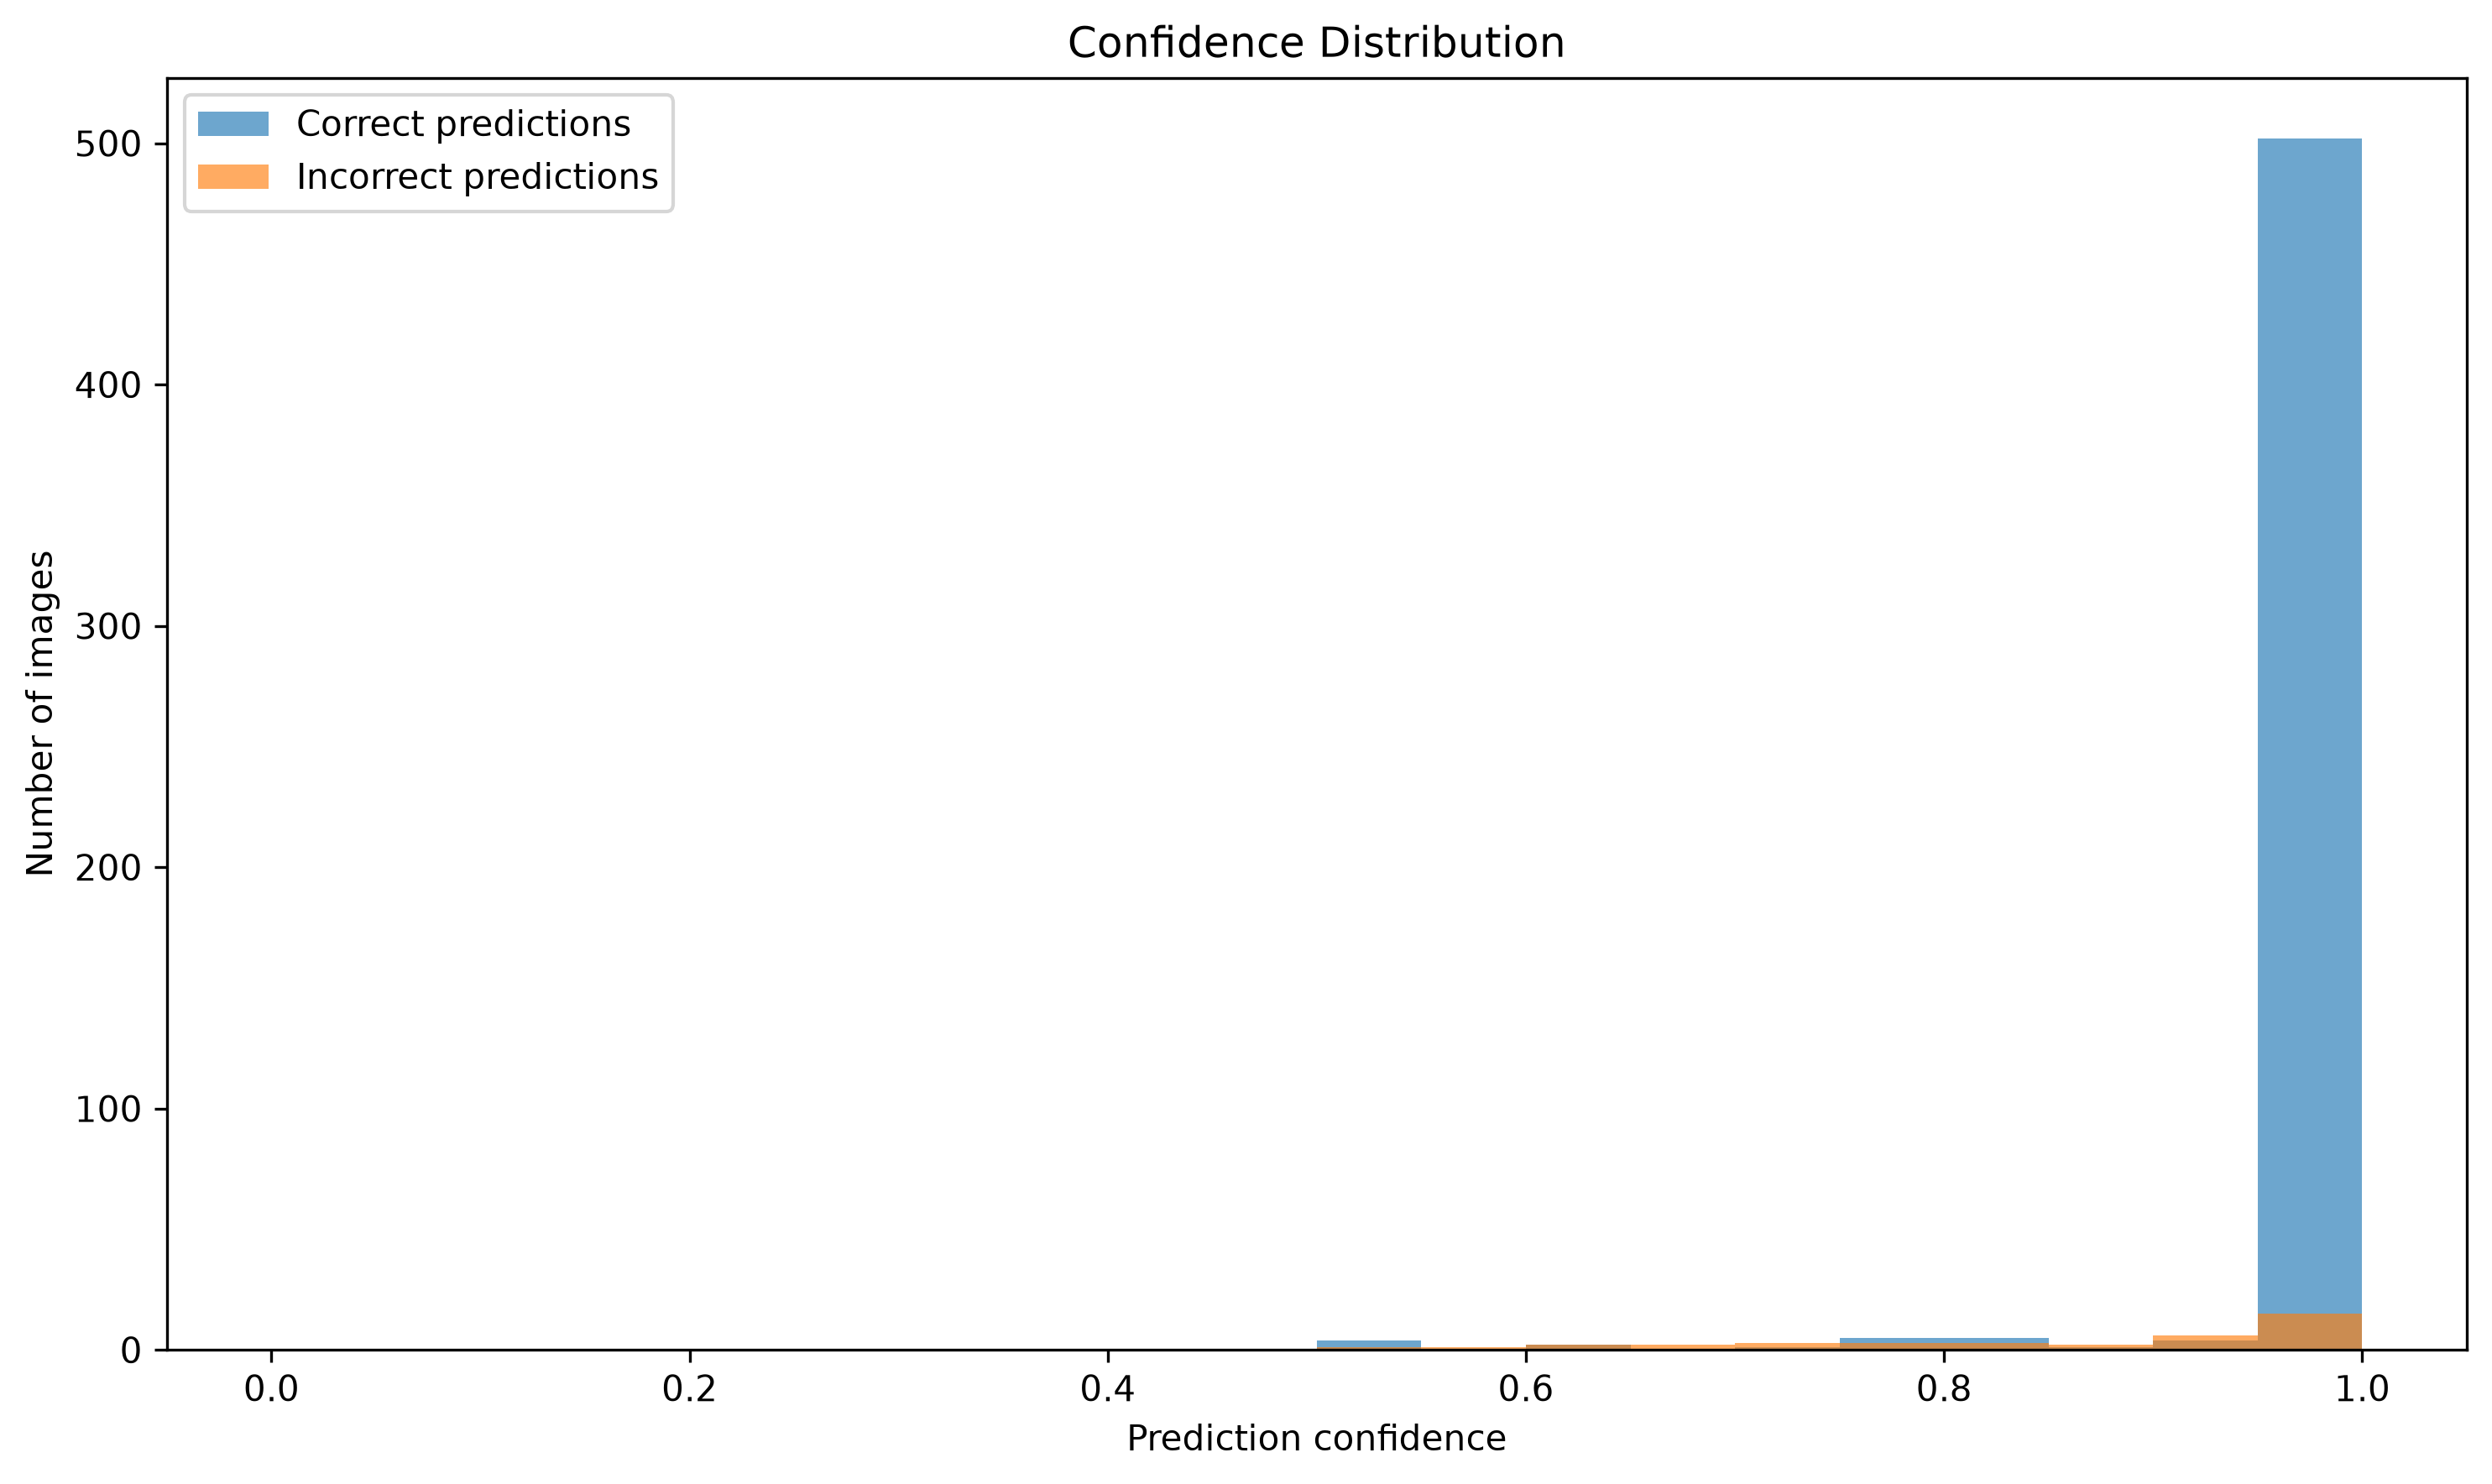 Confidence Distribution
Correct predictions
Incorrect predictions
500
400
300
200
100
0
Number of images
0.0 0.2 0.4 0.6 0.8 1.0
Prediction confidence